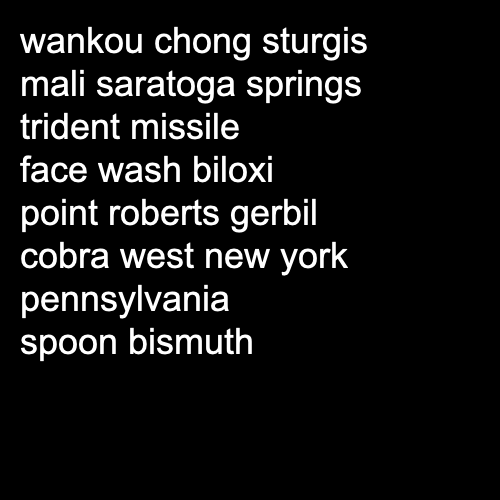 wankou chong sturgis
mali saratoga springs
trident missile
face wash biloxi
point roberts gerbil
cobra west new york
pennsylvania
spoon bismuth